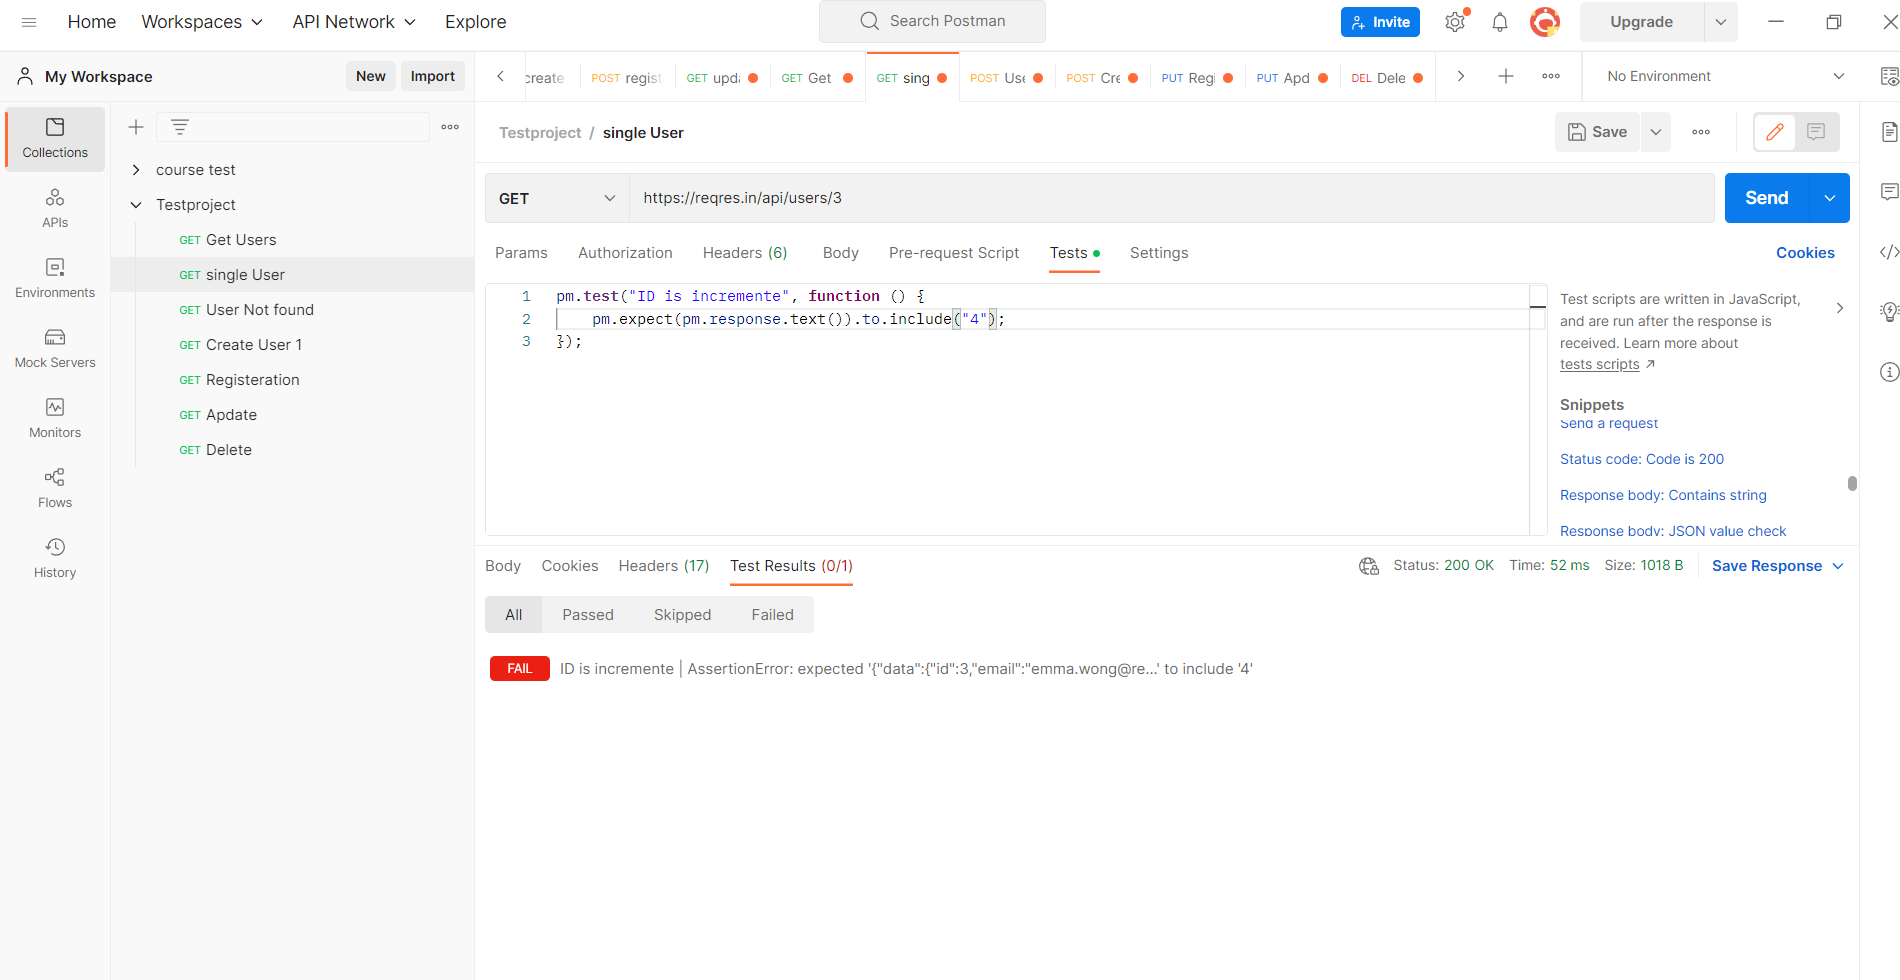 Home Workspaces API Network Explore Search Postman Invite Upgrade
My Workspace New Import
create POST regist GET upda GET Get GET sing POST Use POST Cre PUT Regi PUT Apd DEL Dele No Environment
Collections
APIs
Environments
Mock Servers
Monitors
Flows
History
course test
Testproject
GET Get Users
GET single User
GET User Not found
GET Create User 1
GET Registeration
GET Apdate
GET Delete
Testproject / single User Save
GET https://reqres.in/api/users/3 Send
Params Authorization Headers (6) Body Pre-request Script Tests Settings Cookies
1 pm.test("ID is incremente", function () {
2 pm.expect(pm.response.text()).to.include("4");
3 });
Test scripts are written in JavaScript,
and are run after the response is
received. Learn more about
tests scripts ↗
Snippets
Send a request
Status code: Code is 200
Response body: Contains string
Response body: JSON value check
Body Cookies Headers (17) Test Results (0/1) Status: 200 OK Time: 52 ms Size: 1018 B Save Response
All Passed Skipped Failed
FAIL ID is incremente | AssertionError: expected '{"data":{"id":3,"email":"emma.wong@re...' to include '4'